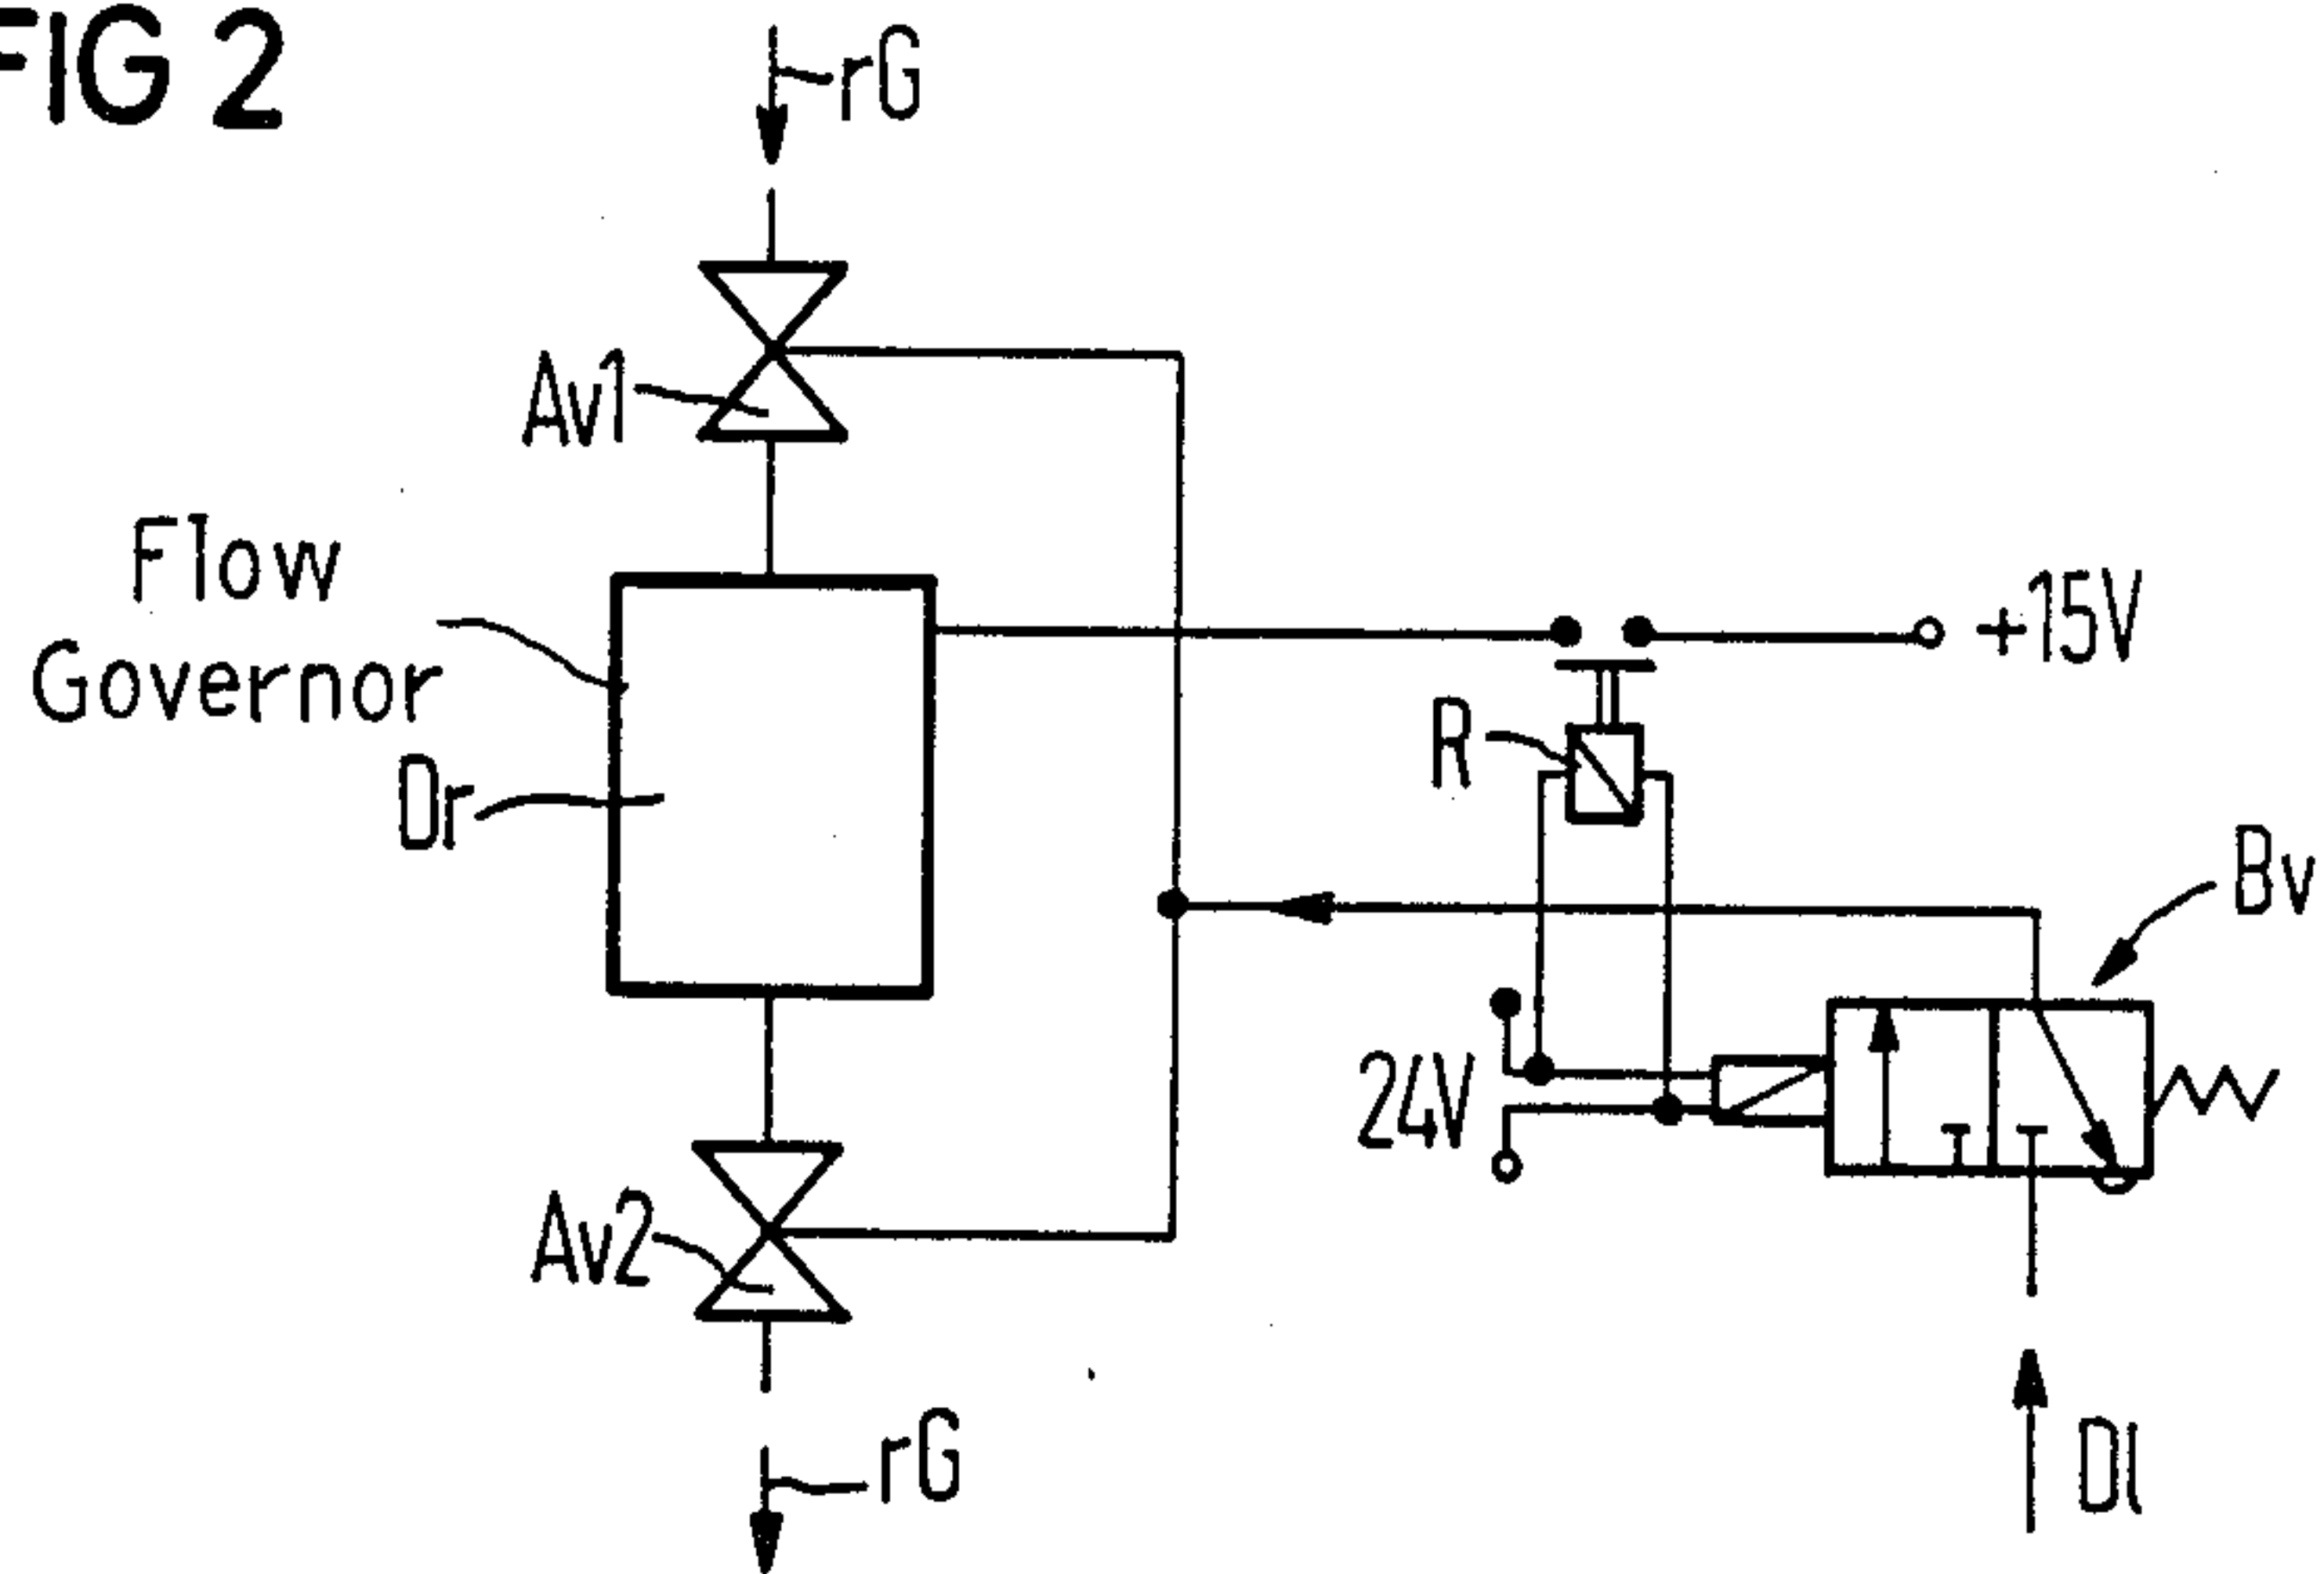 FIG 2
rG
Av1
Flow
Governor
+15V
R
Dr
Bv
24V
Av2
rG
Dl